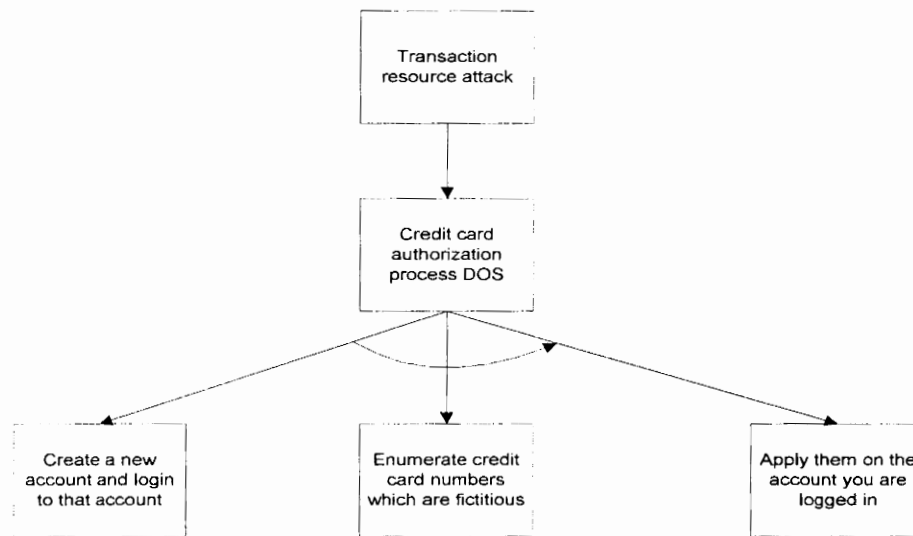 Transaction
resource attack
Credit card
authorization
process DOS
Create a new
account and login
to that account
Enumerate credit
card numbers
which are fictitious
Apply them on the
account you are
logged in